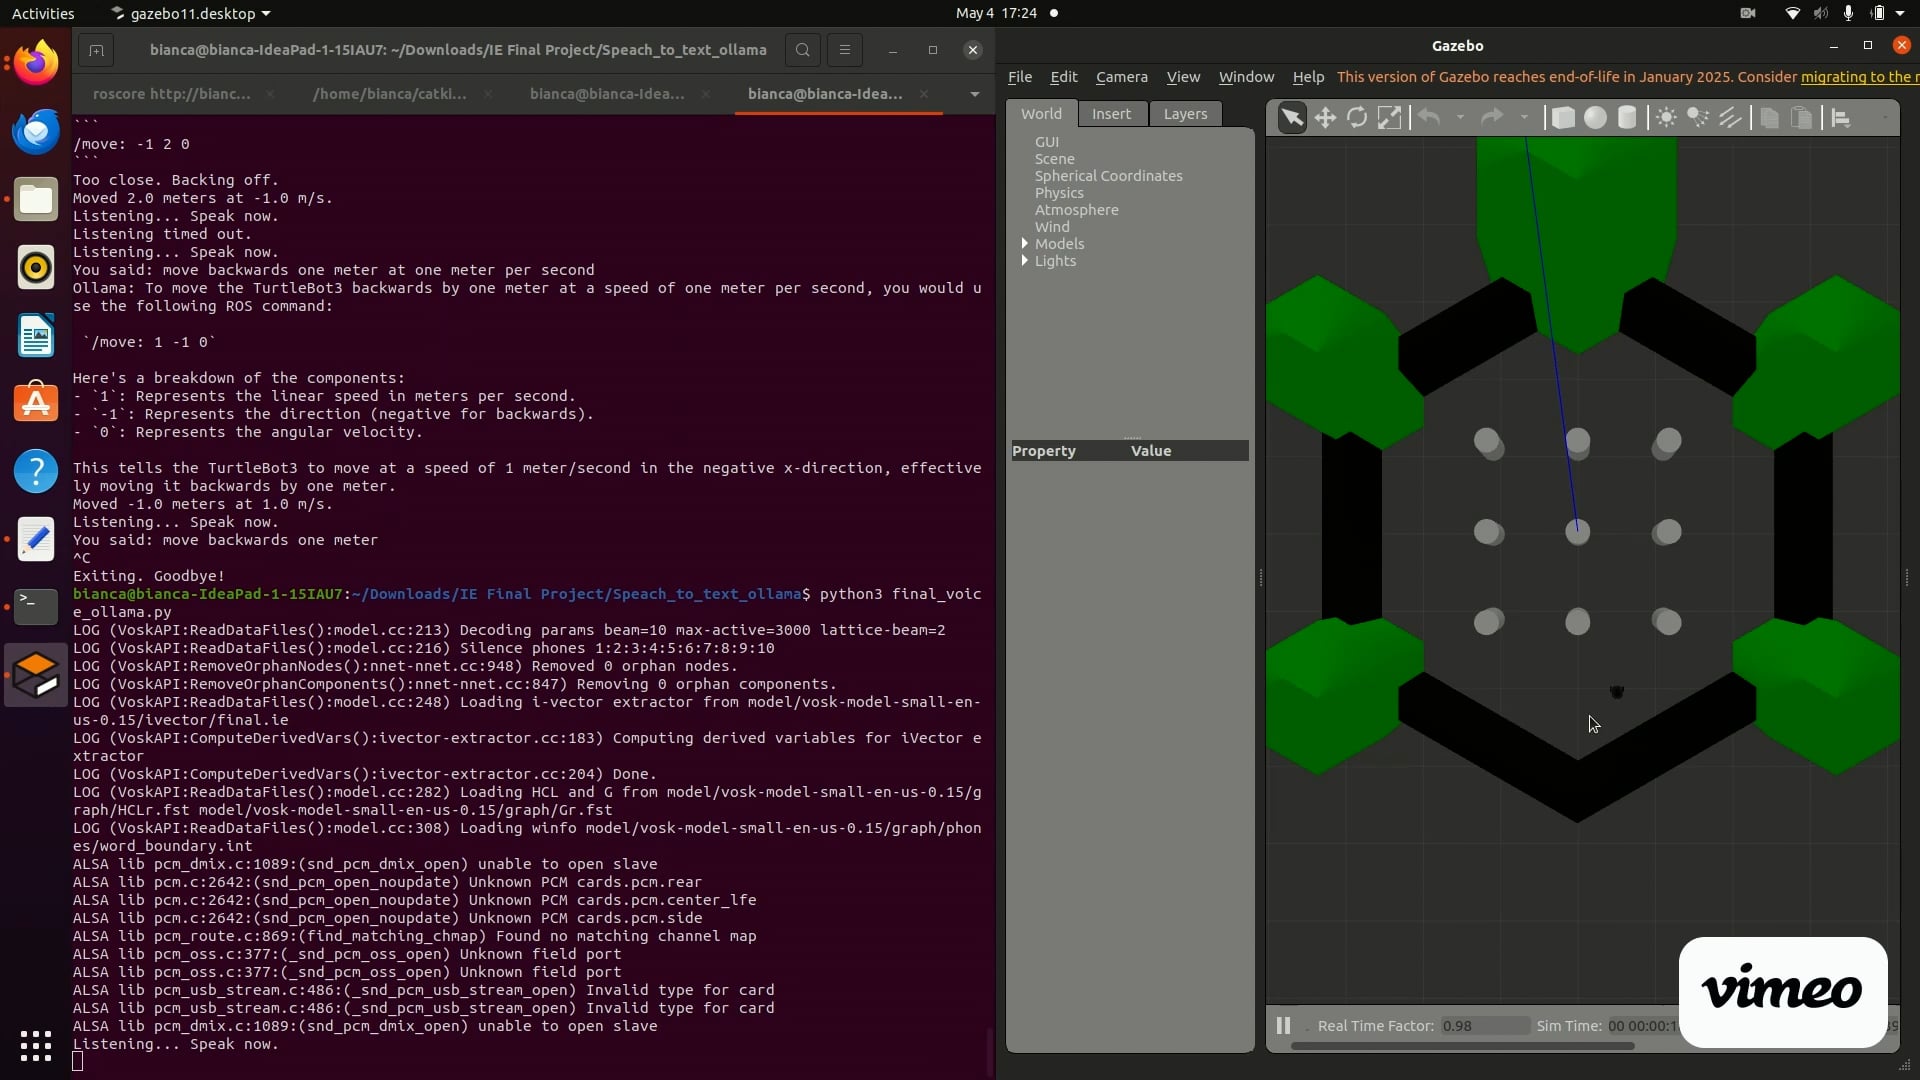 Activities
gazebo11.desktop
May 4 17:24
bianca@bianca-IdeaPad-1-15IAU7: ~/Downloads/IE Final Project/Speach_to_text_ollama
roscore http://bianc...
/home/bianca/catki...
bianca@bianca-Idea...
bianca@bianca-Idea...
```
/move: -1 2 0
```
Too close. Backing off.
Moved 2.0 meters at -1.0 m/s.
Listening... Speak now.
Listening timed out.
Listening... Speak now.
You said: move backwards one meter at one meter per second
Ollama: To move the TurtleBot3 backwards by one meter at a speed of one meter per second, you would u
se the following ROS command:
`/move: 1 -1 0`
Here's a breakdown of the components:
- `1`: Represents the linear speed in meters per second.
- `-1`: Represents the direction (negative for backwards).
- `0`: Represents the angular velocity.
This tells the TurtleBot3 to move at a speed of 1 meter/second in the negative x-direction, effective
ly moving it backwards by one meter.
Moved -1.0 meters at 1.0 m/s.
Listening... Speak now.
You said: move backwards one meter
^C
Exiting. Goodbye!
bianca@bianca-IdeaPad-1-15IAU7:~/Downloads/IE Final Project/Speach_to_text_ollama$ python3 final_voic
e_ollama.py
LOG (VoskAPI:ReadDataFiles():model.cc:213) Decoding params beam=10 max-active=3000 lattice-beam=2
LOG (VoskAPI:ReadDataFiles():model.cc:216) Silence phones 1:2:3:4:5:6:7:8:9:10
LOG (VoskAPI:RemoveOrphanNodes():nnet-nnet.cc:948) Removed 0 orphan nodes.
LOG (VoskAPI:RemoveOrphanComponents():nnet-nnet.cc:847) Removing 0 orphan components.
LOG (VoskAPI:ReadDataFiles():model.cc:248) Loading i-vector extractor from model/vosk-model-small-en-
us-0.15/ivector/final.ie
LOG (VoskAPI:ComputeDerivedVars():ivector-extractor.cc:183) Computing derived variables for iVector e
xtractor
LOG (VoskAPI:ComputeDerivedVars():ivector-extractor.cc:204) Done.
LOG (VoskAPI:ReadDataFiles():model.cc:282) Loading HCL and G from model/vosk-model-small-en-us-0.15/g
raph/HCLr.fst model/vosk-model-small-en-us-0.15/graph/Gr.fst
LOG (VoskAPI:ReadDataFiles():model.cc:308) Loading winfo model/vosk-model-small-en-us-0.15/graph/phon
es/word_boundary.int
ALSA lib pcm_dmix.c:1089:(snd_pcm_dmix_open) unable to open slave
ALSA lib pcm.c:2642:(snd_pcm_open_noupdate) Unknown PCM cards.pcm.rear
ALSA lib pcm.c:2642:(snd_pcm_open_noupdate) Unknown PCM cards.pcm.center_lfe
ALSA lib pcm.c:2642:(snd_pcm_open_noupdate) Unknown PCM cards.pcm.side
ALSA lib pcm_route.c:869:(find_matching_chmap) Found no matching channel map
ALSA lib pcm_oss.c:377:(_snd_pcm_oss_open) Unknown field port
ALSA lib pcm_oss.c:377:(_snd_pcm_oss_open) Unknown field port
ALSA lib pcm_usb_stream.c:486:(_snd_pcm_usb_stream_open) Invalid type for card
ALSA lib pcm_usb_stream.c:486:(_snd_pcm_usb_stream_open) Invalid type for card
ALSA lib pcm_dmix.c:1089:(snd_pcm_dmix_open) unable to open slave
Listening... Speak now.
Gazebo
File Edit Camera View Window Help This version of Gazebo reaches end-of-life in January 2025. Consider migrating to the
World Insert Layers
GUI
Scene
Spherical Coordinates
Physics
Atmosphere
Wind
Models
Lights
Property Value
Real Time Factor: 0.98 Sim Time: 00 00:00:1
vimeo